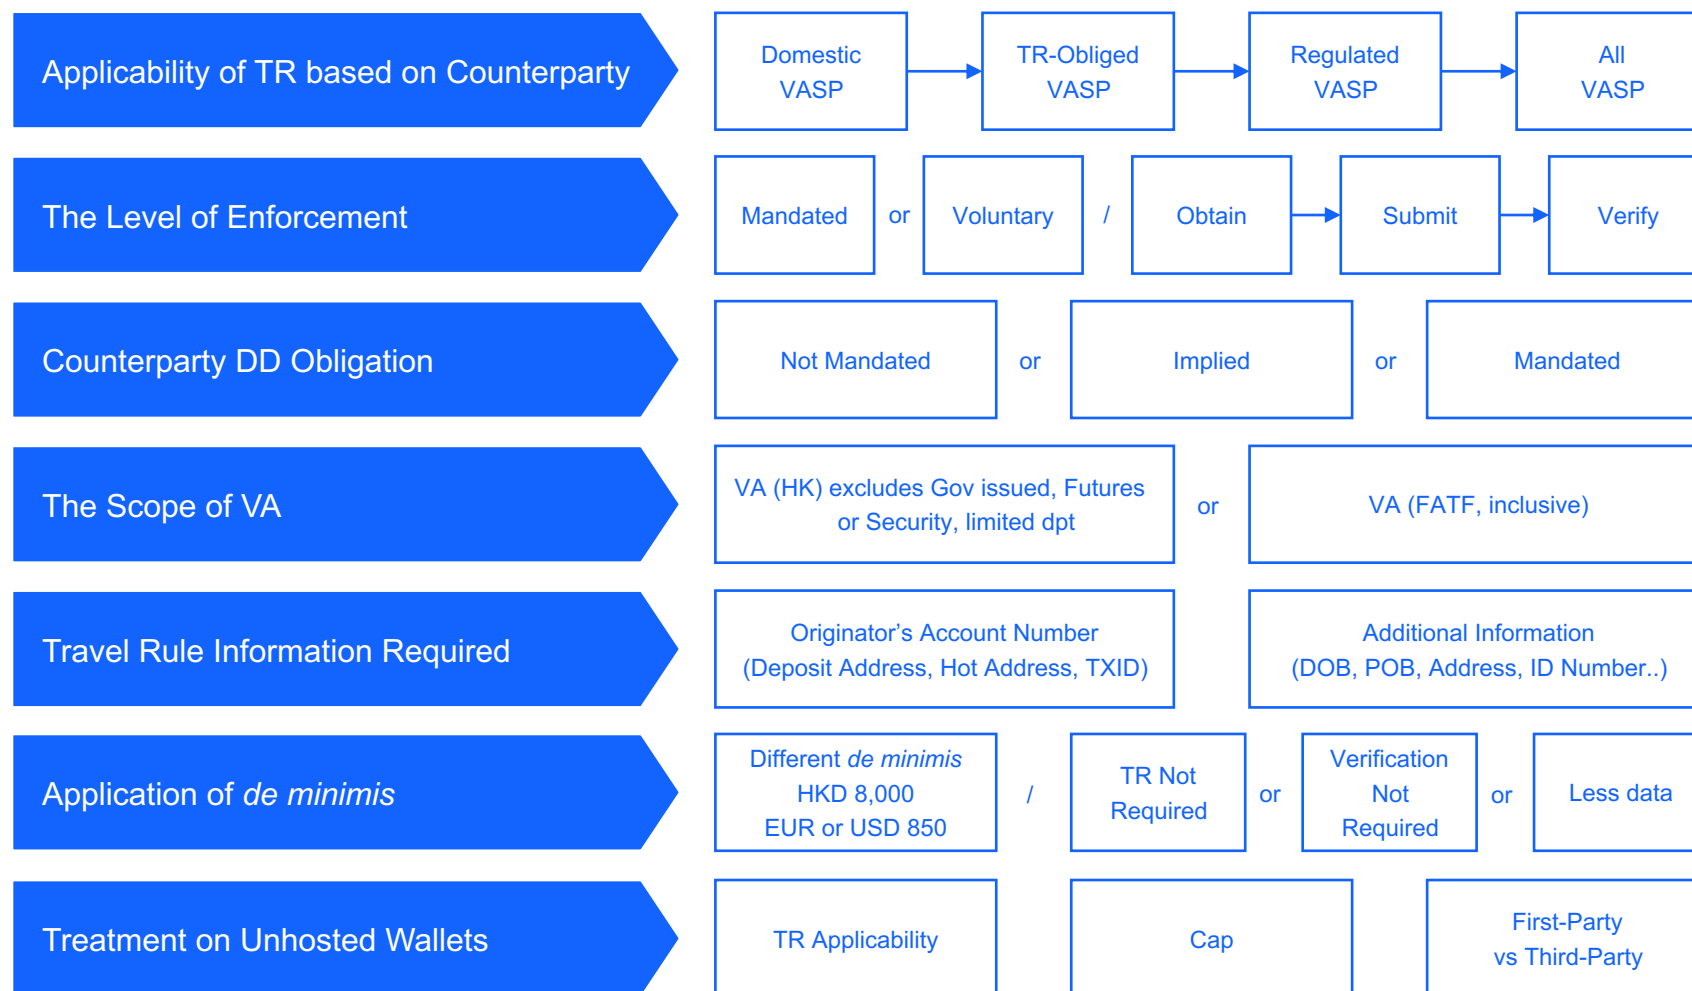 Applicability of TR based on Counterparty
Domestic
VASP
TR-Obliged
VASP
Regulated
VASP
All
VASP
The Level of Enforcement
Mandated
or
Voluntary
/
Obtain
Submit
Verify
Counterparty DD Obligation
Not Mandated
or
Implied
or
Mandated
The Scope of VA
VA (HK) excludes Gov issued, Futures
or Security, limited dpt
or
VA (FATF, inclusive)
Travel Rule Information Required
Originator’s Account Number
(Deposit Address, Hot Address, TXID)
Additional Information
(DOB, POB, Address, ID Number..)
Application of de minimis
Different de minimis
HKD 8,000
EUR or USD 850
/
TR Not
Required
or
Verification
Not
Required
or
Less data
Treatment on Unhosted Wallets
TR Applicability
Cap
First-Party
vs Third-Party